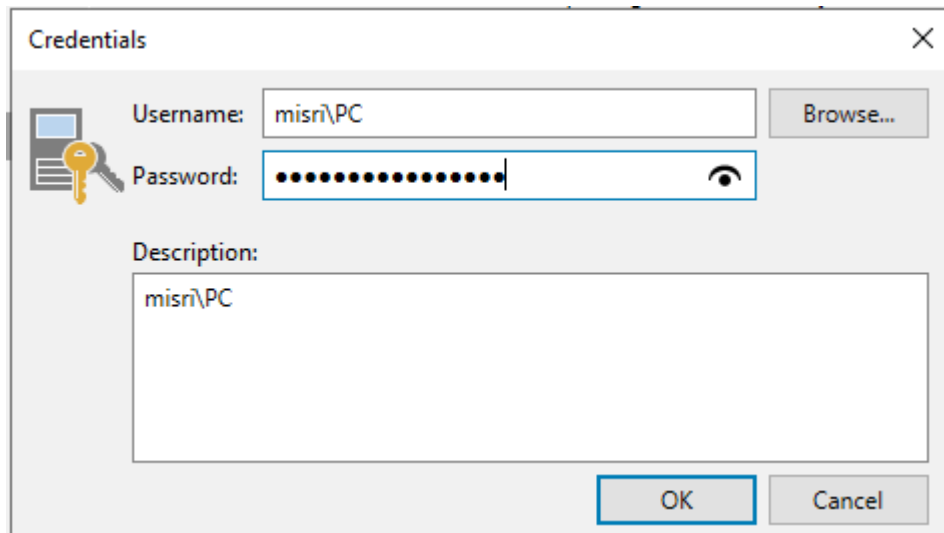 Credentials
Username: misri\PC Browse...
Password: ••••••••••••••••
Description:
misri\PC
OK Cancel